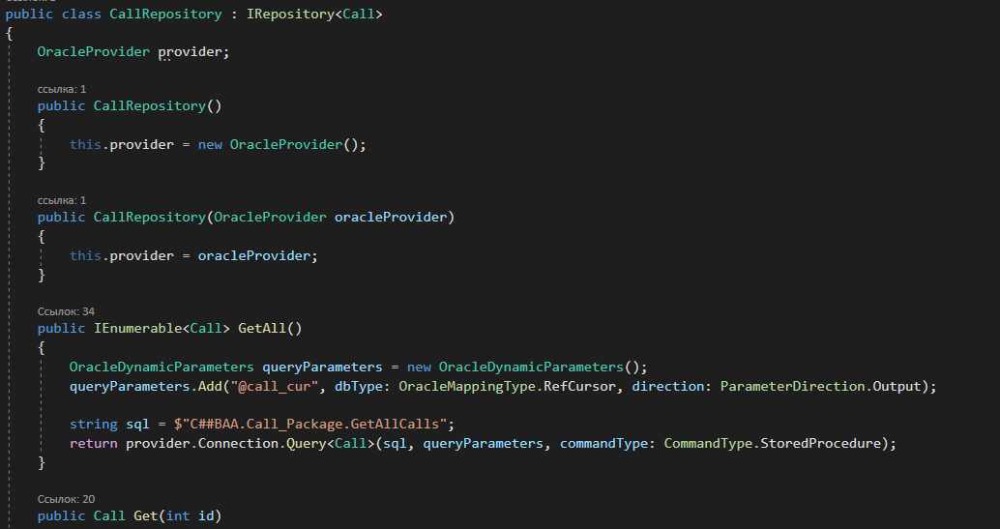 public class CallRepository : IRepository<Call>
{
OracleProvider provider;
ссылка: 1
public CallRepository()
{
this.provider = new OracleProvider();
}
ссылка: 1
public CallRepository(OracleProvider oracleProvider)
{
this.provider = oracleProvider;
}
Ссылок: 34
public IEnumerable<Call> GetAll()
{
OracleDynamicParameters queryParameters = new OracleDynamicParameters();
queryParameters.Add("@call_cur", dbType: OracleMappingType.RefCursor, direction: ParameterDirection.Output);
string sql = $"C##BAA.Call_Package.GetAllCalls";
return provider.Connection.Query<Call>(sql, queryParameters, commandType: CommandType.StoredProcedure);
}
Ссылок: 20
public Call Get(int id)